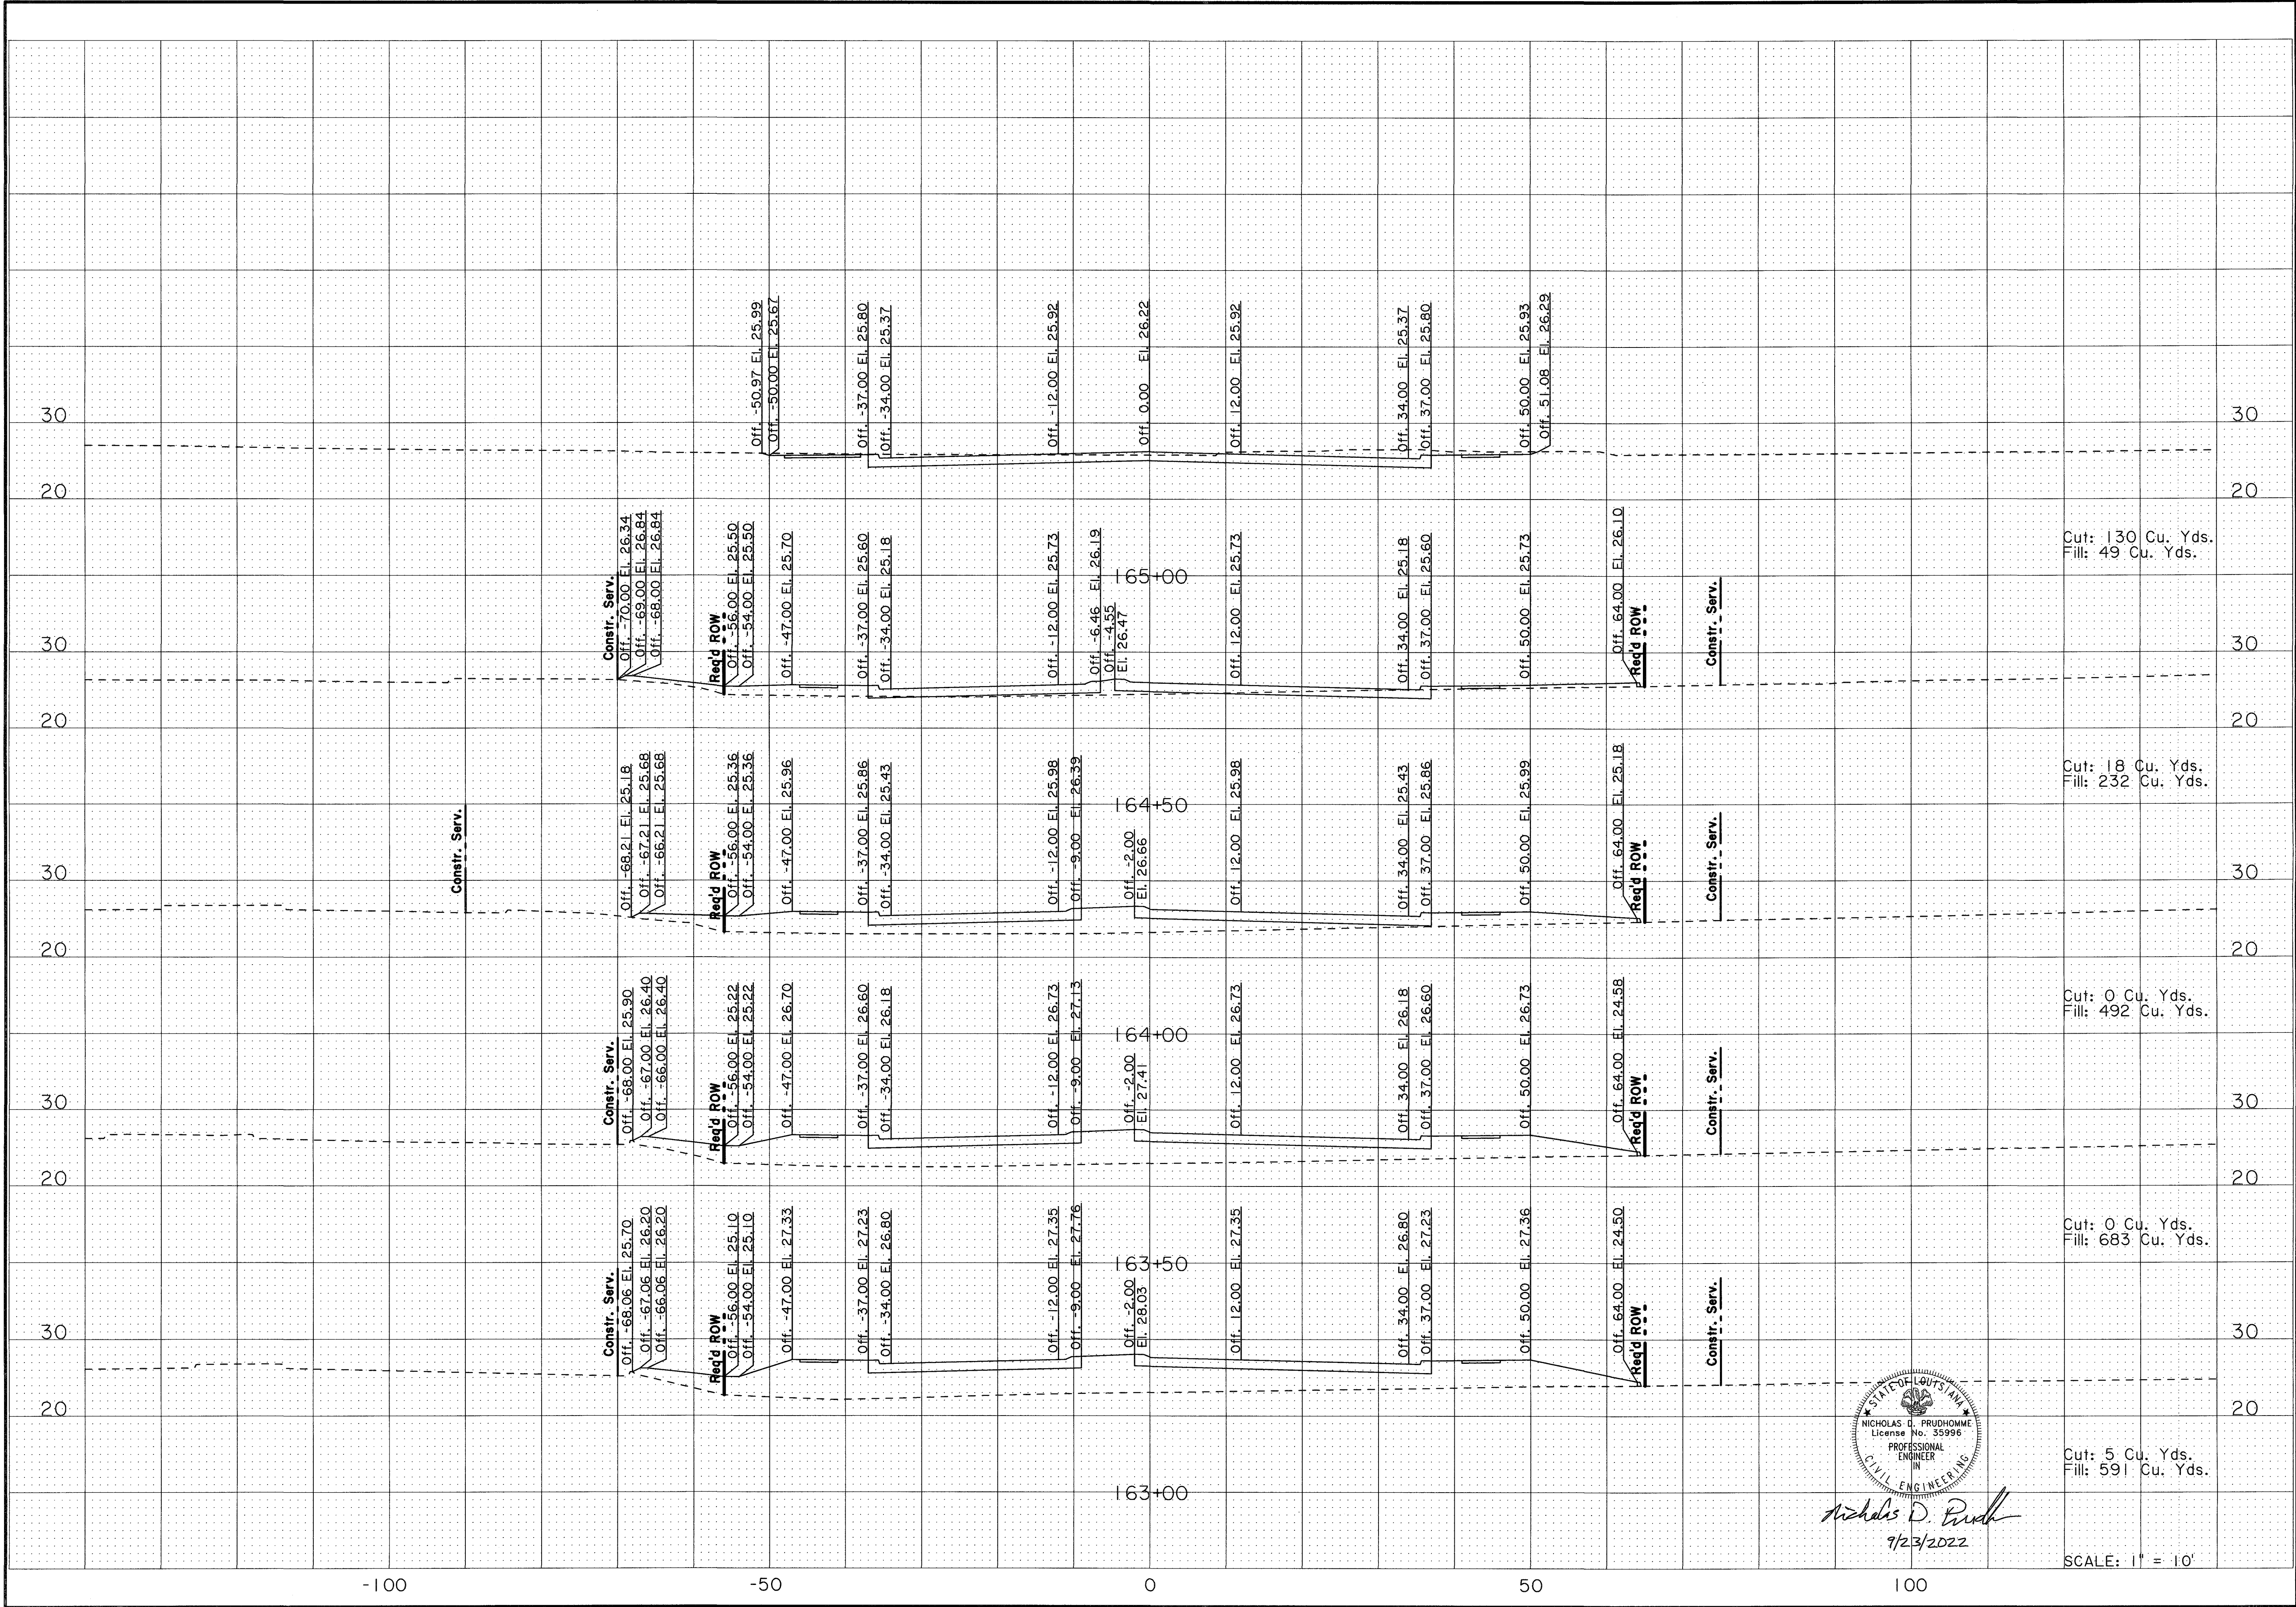 Off. -50.97 El. 25.99
Off. -50.00 El. 25.67
Off. -37.00 El. 25.80
Off. -34.00 El. 25.37
Off. -12.00 El. 25.92
Off. 0.00 El. 26.22
Off. 12.00 El. 25.92
Off. 34.00 El. 25.37
Off. 37.00 El. 25.80
Off. 50.00 El. 25.93
Off. 51.08 El. 26.29
30 30
20 20
165+00
Cut: 130 Cu. Yds.
Fill: 49 Cu. Yds.
Constr. Serv.
Off. -70.00 El. 26.34
Off. -69.00 El. 26.84
Off. -68.00 El. 26.84
Req'd ROW
Off. -56.00 El. 25.50
Off. -54.00 El. 25.50
Off. -47.00 El. 25.70
Off. -37.00 El. 25.60
Off. -34.00 El. 25.18
Off. -12.00 El. 25.73
Off. -6.46 El. 26.19
Off. -4.55
El. 26.47
Off. 12.00 El. 25.73
Off. 34.00 El. 25.18
Off. 37.00 El. 25.60
Off. 50.00 El. 25.73
Off. 64.00 El. 26.10
Req'd ROW
Constr. Serv.
30 30
20 20
164+50
Cut: 18 Cu. Yds.
Fill: 232 Cu. Yds.
Constr. Serv.
Off. -68.21 El. 25.18
Off. -67.21 El. 25.68
Off. -66.21 El. 25.68
Req'd ROW
Off. -56.00 El. 25.36
Off. -54.00 El. 25.36
Off. -47.00 El. 25.96
Off. -37.00 El. 25.86
Off. -34.00 El. 25.43
Off. -12.00 El. 25.98
Off. -9.00 El. 26.39
Off. -2.00
El. 26.66
Off. 12.00 El. 25.98
Off. 34.00 El. 25.43
Off. 37.00 El. 25.86
Off. 50.00 El. 25.99
Off. 64.00 El. 25.18
Req'd ROW
Constr. Serv.
30 30
20 20
164+00
Cut: 0 Cu. Yds.
Fill: 492 Cu. Yds.
Constr. Serv.
Off. -68.00 El. 25.90
Off. -67.00 El. 26.40
Off. -66.00 El. 26.40
Req'd ROW
Off. -56.00 El. 25.22
Off. -54.00 El. 25.22
Off. -47.00 El. 26.70
Off. -37.00 El. 26.60
Off. -34.00 El. 26.18
Off. -12.00 El. 26.73
Off. -9.00 El. 27.13
Off. -2.00
El. 27.41
Off. 12.00 El. 26.73
Off. 34.00 El. 26.18
Off. 37.00 El. 26.60
Off. 50.00 El. 26.73
Off. 64.00 El. 24.58
Req'd ROW
Constr. Serv.
30 30
20 20
163+50
Cut: 0 Cu. Yds.
Fill: 683 Cu. Yds.
Constr. Serv.
Off. -68.06 El. 25.70
Off. -67.06 El. 26.20
Off. -66.06 El. 26.20
Req'd ROW
Off. -56.00 El. 25.10
Off. -54.00 El. 25.10
Off. -47.00 El. 27.33
Off. -37.00 El. 27.23
Off. -34.00 El. 26.80
Off. -12.00 El. 27.35
Off. -9.00 El. 27.76
Off. -2.00
El. 28.03
Off. 12.00 El. 27.35
Off. 34.00 El. 26.80
Off. 37.00 El. 27.23
Off. 50.00 El. 27.36
Off. 64.00 El. 24.50
Req'd ROW
Constr. Serv.
30 30
20 20
163+00
Cut: 5 Cu. Yds.
Fill: 591 Cu. Yds.
STATE OF LOUISIANA
NICHOLAS D. PRUDHOMME
License No. 35996
PROFESSIONAL
ENGINEER
IN
CIVIL ENGINEERING
Nicholas D. Prudh
9/23/2022
SCALE: 1" = 10'
-100 -50 0 50 100